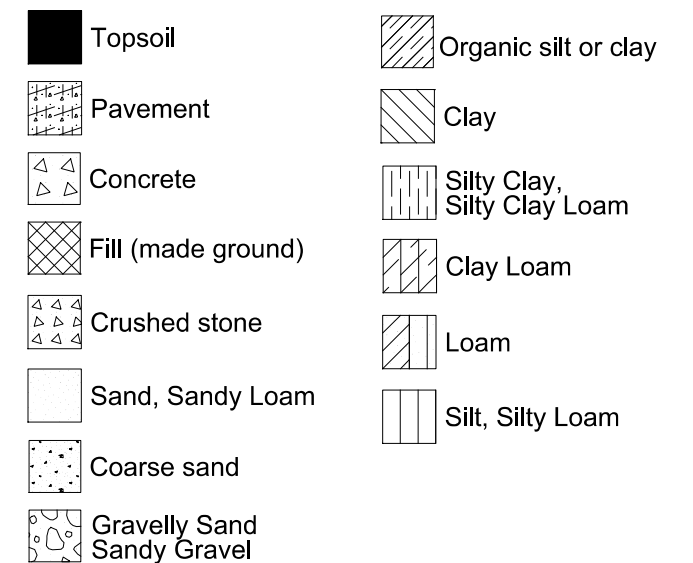 Topsoil
Pavement
Concrete
Fill (made ground)
Crushed stone
Sand, Sandy Loam
Coarse sand
Gravelly Sand
Sandy Gravel
Organic silt or clay
Clay
Silty Clay,
Silty Clay Loam
Clay Loam
Loam
Silt, Silty Loam